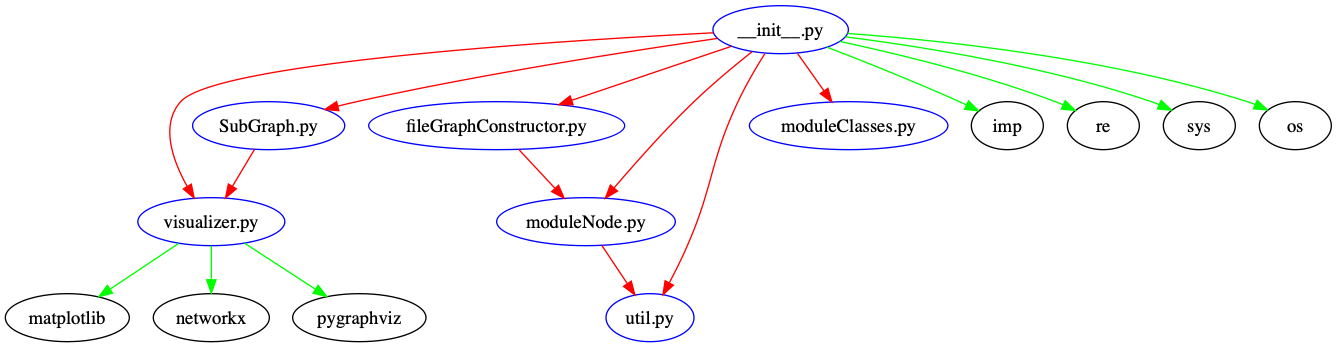 __init__.py
SubGraph.py
fileGraphConstructor.py
moduleClasses.py
imp
re
sys
os
visualizer.py
moduleNode.py
matplotlib
networkx
pygraphviz
util.py